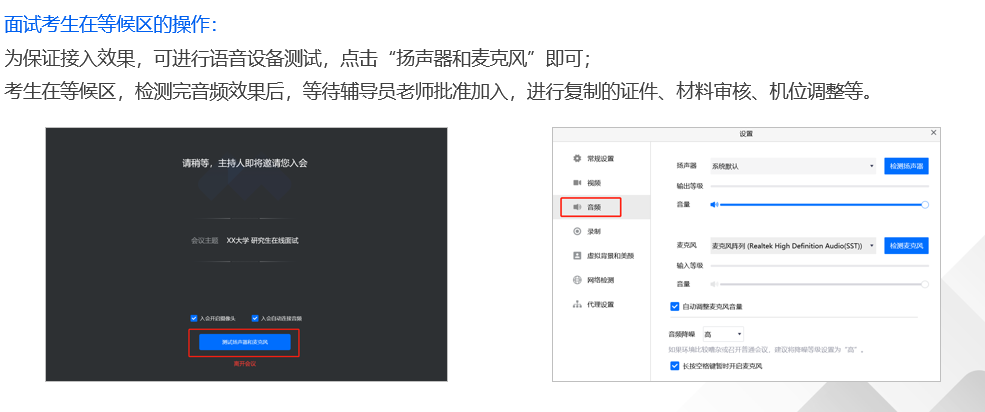 面试考生在等候区的操作：
为保证接入效果，可进行语音设备测试，点击“扬声器和麦克风”即可；
考生在等候区，检测完音频效果后，等待辅导员老师批准加入，进行复制的证件、材料审核、机位调整等。
请稍等，主持人即将邀请您入会
会议主题 XX大学 研究生在线面试
入会开启摄像头 入会自动连接音频
测试扬声器和麦克风
离开会议
设置
常规设置
视频
音频
录制
虚拟背景和美颜
网络检测
代理设置
扬声器 系统默认 检测扬声器
输出等级
音量
麦克风 麦克风阵列 (Realtek High Definition Audio(SST)) 检测麦克风
输入等级
音量
自动调整麦克风音量
音频降噪 高
如果环境比较嘈杂或召开普通会议，建议将降噪等级设置为“高”。
长按空格键暂时开启麦克风